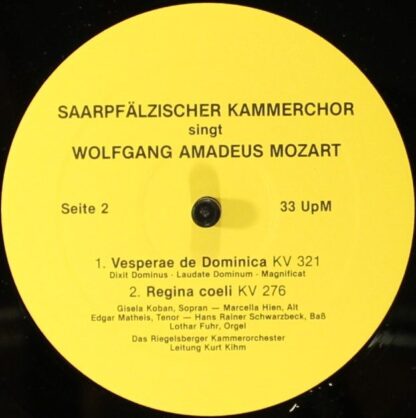 SAARPFÄLZISCHER KAMMERCHOR
singt
WOLFGANG AMADEUS MOZART
Seite 2 33 UpM
1. Vesperae de Dominica KV 321
Dixit Dominus - Laudate Dominum - Magnificat
2. Regina coeli KV 276
Gisela Koban, Sopran — Marcella Hien, Alt
Edgar Matheis, Tenor — Hans Rainer Schwarzbeck, Baß
Lothar Fuhr, Orgel
Das Riegelsberger Kammerorchester
Leitung Kurt Kihm